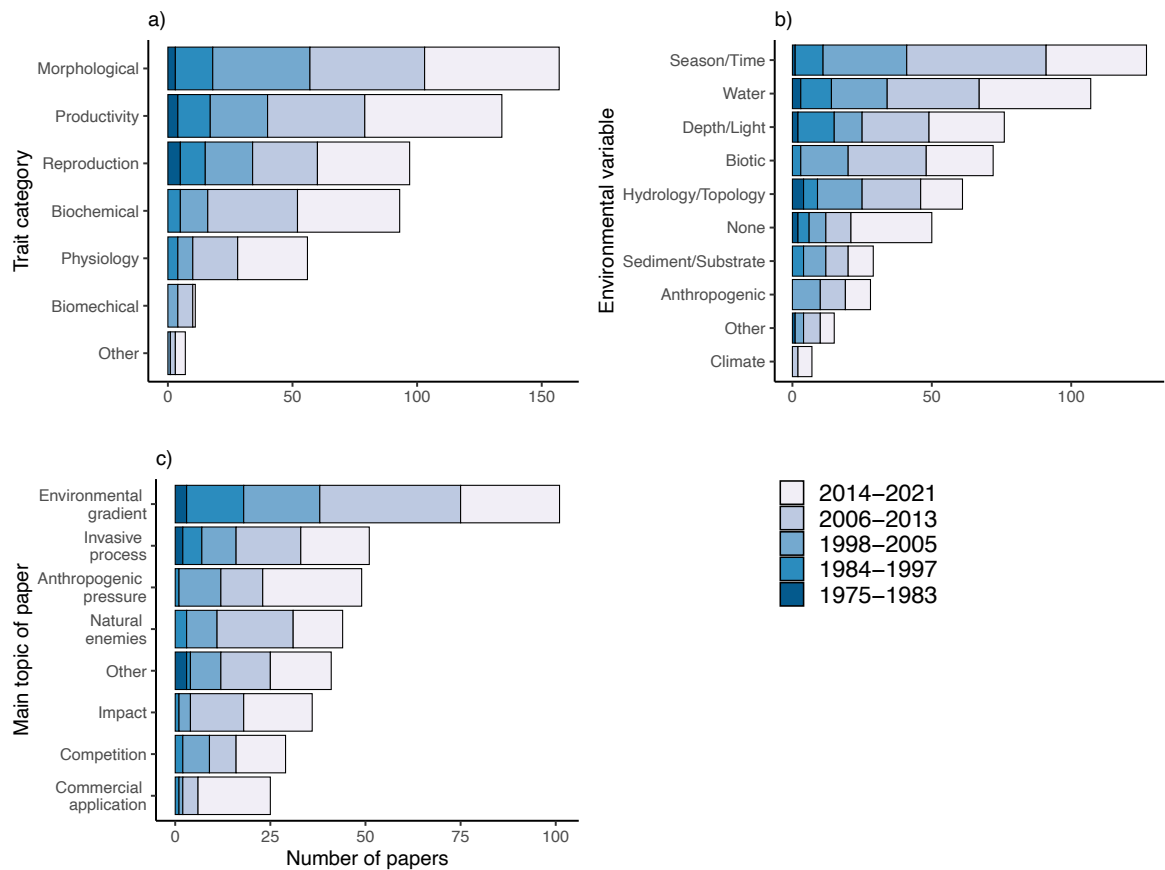 a)
Trait category
Morphological
Productivity
Reproduction
Biochemical
Physiology
Biomechical
Other
0 50 100 150
b)
Environmental variable
Season/Time
Water
Depth/Light
Biotic
Hydrology/Topology
None
Sediment/Substrate
Anthropogenic
Other
Climate
0 50 100
c)
Main topic of paper
Environmental
gradient
Invasive
process
Anthropogenic
pressure
Natural
enemies
Other
Impact
Competition
Commercial
application
0 25 50 75 100
Number of papers
2014–2021
2006–2013
1998–2005
1984–1997
1975–1983